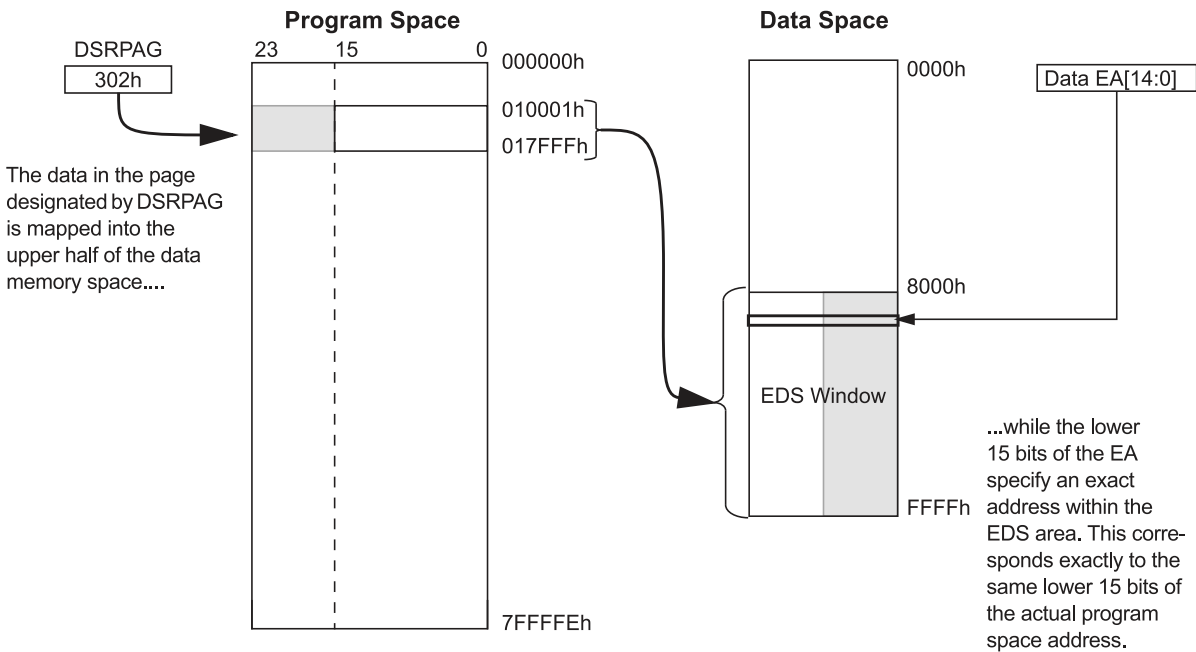 Program Space
Data Space
DSRPAG
302h
23
15
0
000000h
010001h
017FFFh
The data in the page
designated by DSRPAG
is mapped into the
upper half of the data
memory space....
7FFFFEh
0000h
8000h
EDS Window
FFFFh
Data EA[14:0]
...while the lower
15 bits of the EA
specify an exact
address within the
EDS area. This corre-
sponds exactly to the
same lower 15 bits of
the actual program
space address.